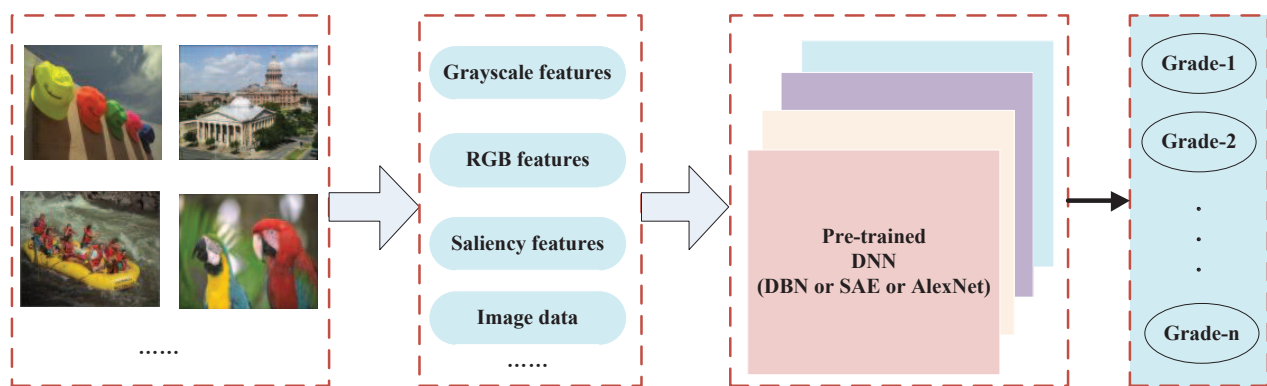 ……
Grayscale features
RGB features
Saliency features
Image data
……
Pre-trained
DNN
(DBN or SAE or AlexNet)
Grade-1
Grade-2
.
.
.
Grade-n